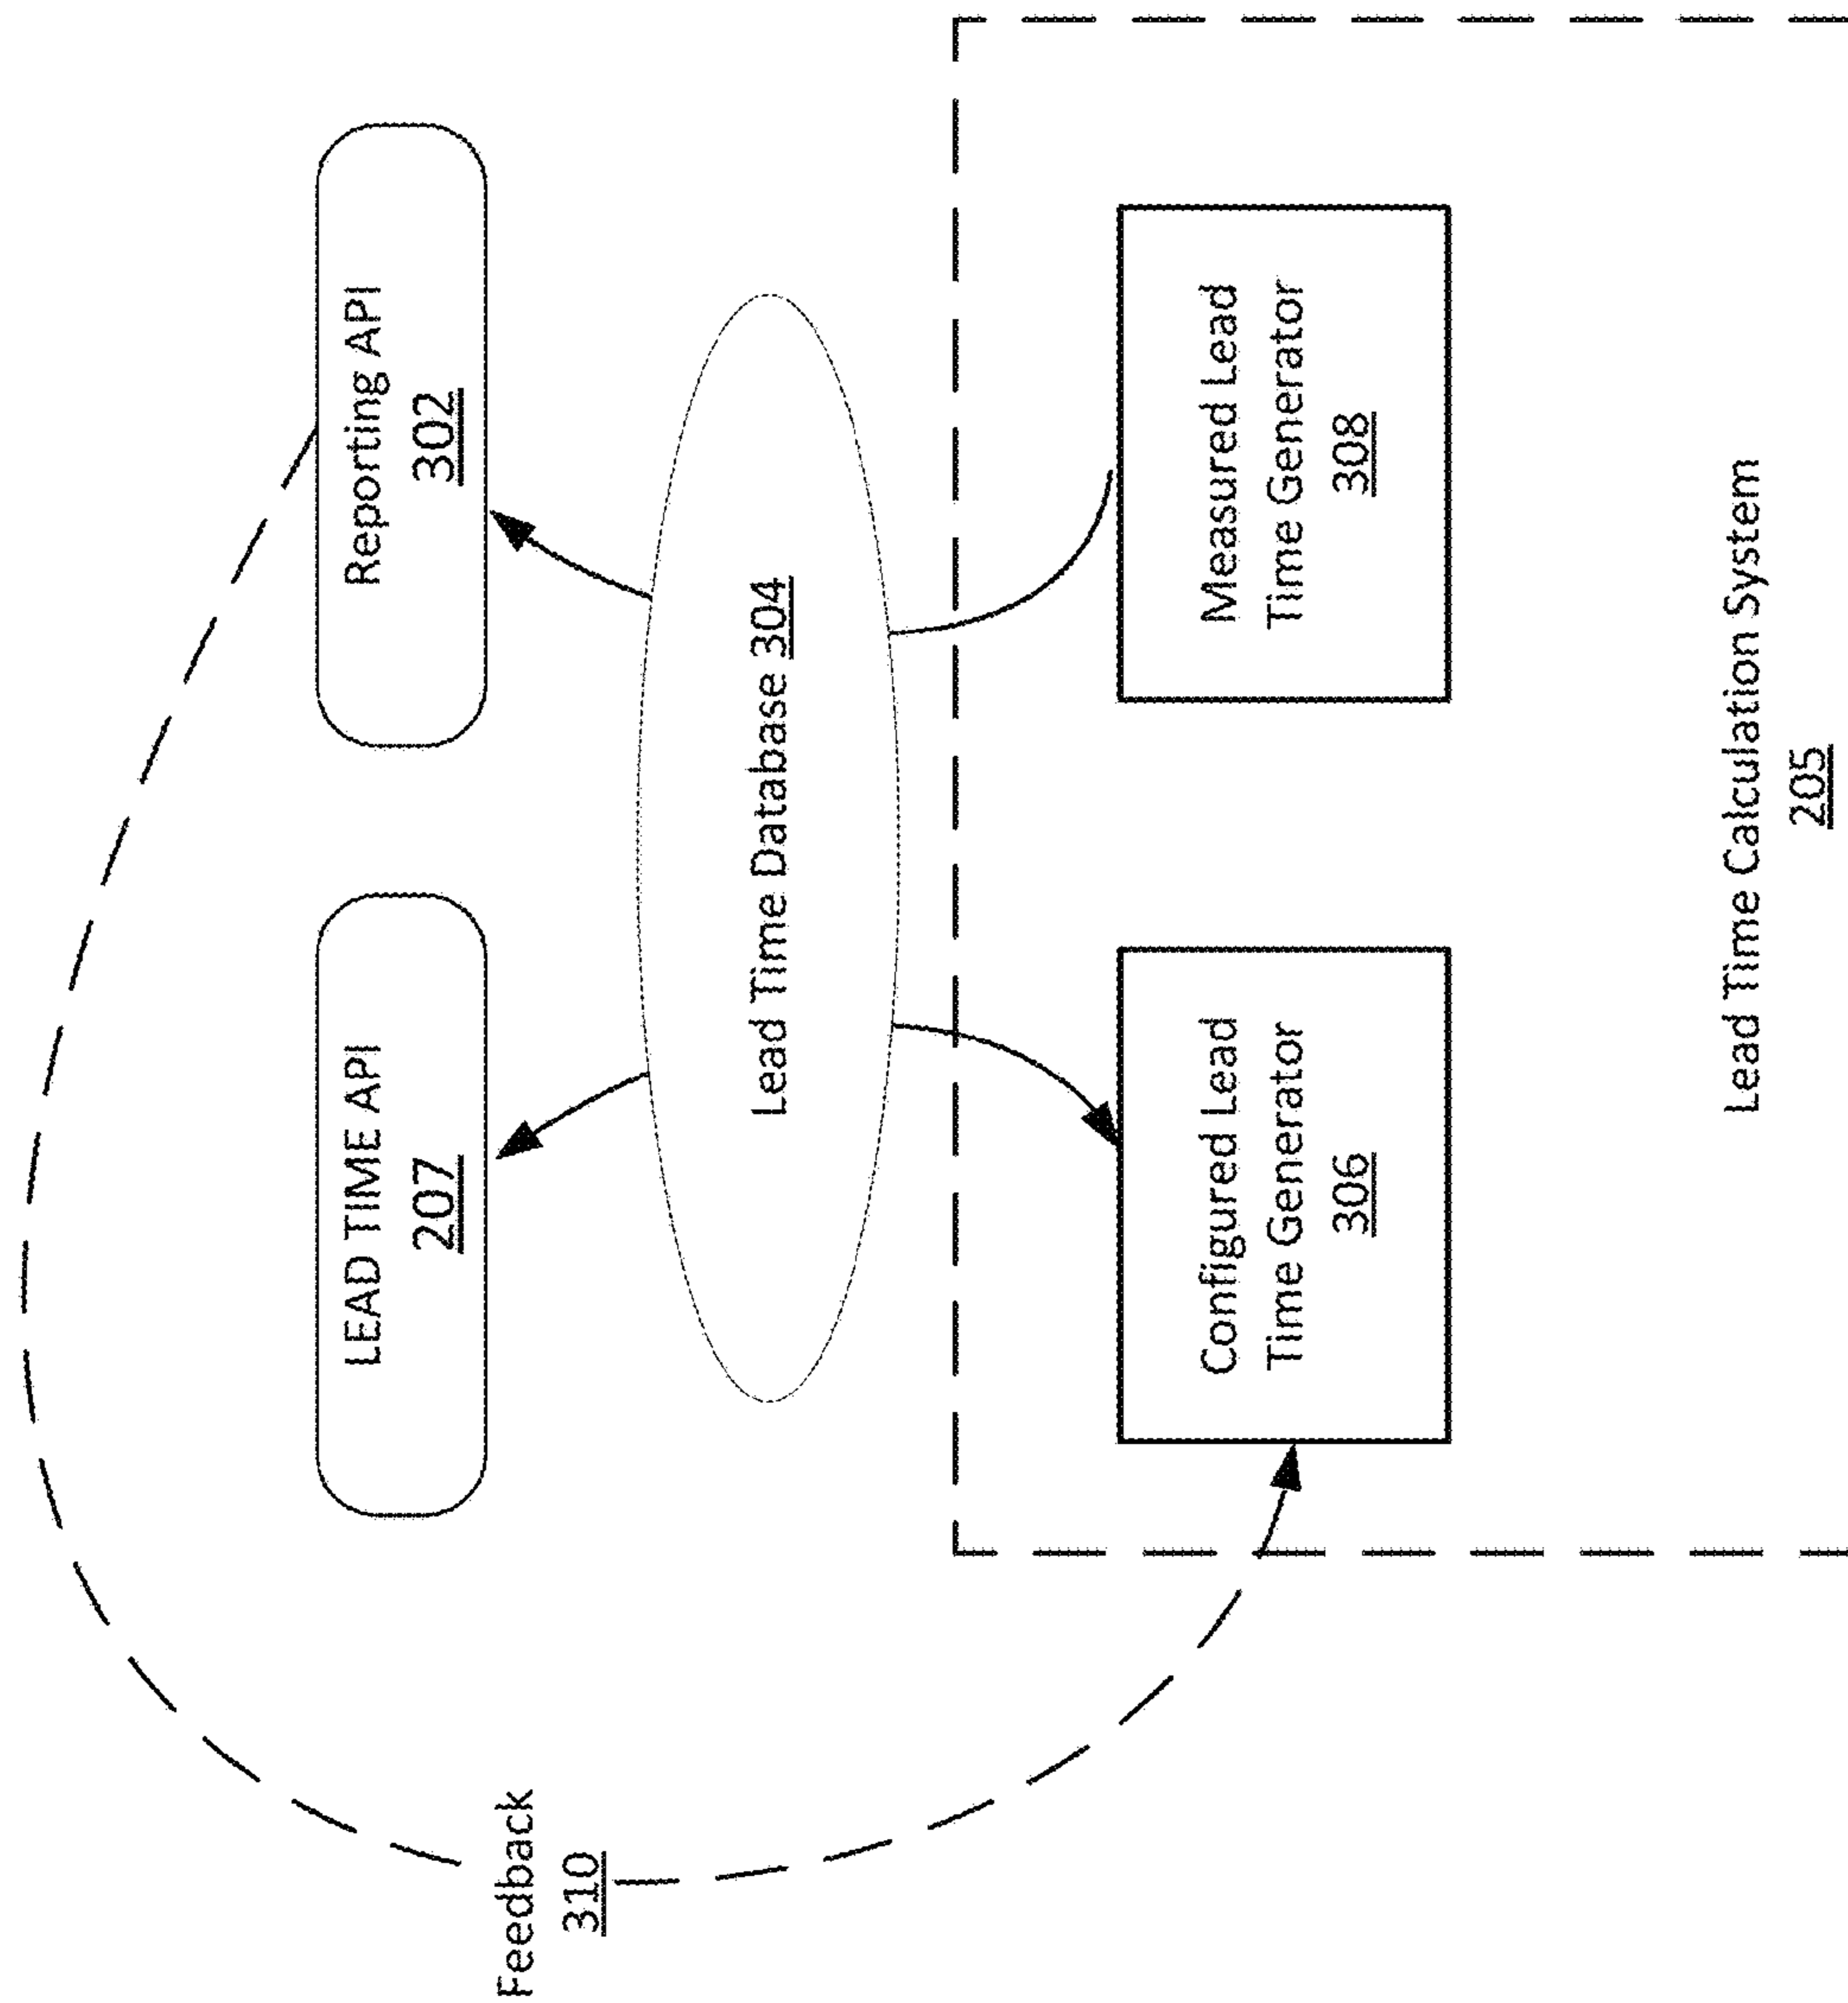 Feedback
310
LEAD TIME API
207
Reporting API
302
Lead Time Database 304
Configured Lead
Time Generator
306
Measured Lead
Time Generator
308
Lead Time Calculation System
205